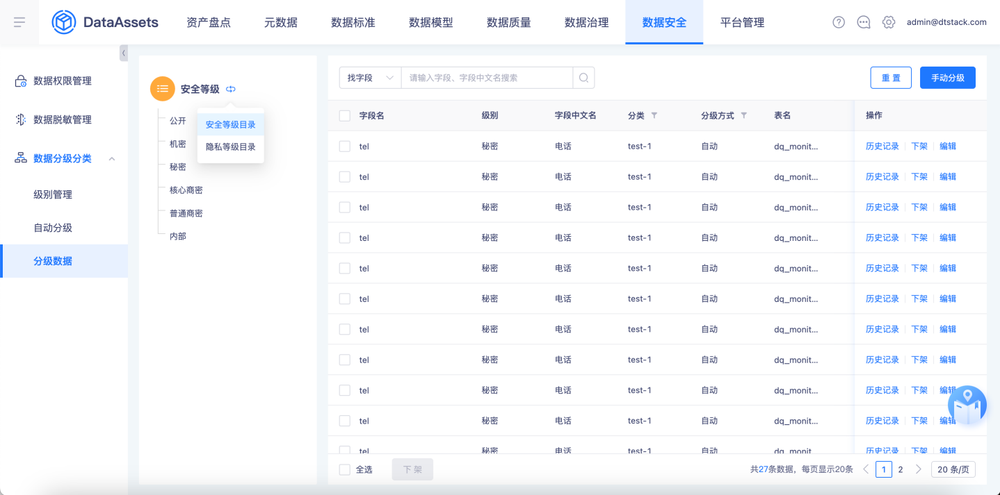 DataAssets 资产盘点 元数据 数据标准 数据模型 数据质量 数据治理 数据安全 平台管理 admin@dtstack.com
数据权限管理
数据脱敏管理
数据分级分类
级别管理
自动分级
分级数据
安全等级
公开
机密
秘密
核心商密
普通商密
内部
安全等级目录
隐私等级目录
找字段 请输入字段、字段中文名搜索 重 置 手动分级
字段名 级别 字段中文名 分类 分级方式 表名 操作
tel 秘密 电话 test-1 自动 dq_monit... 历史记录 下架 编辑
tel 秘密 电话 test-1 自动 dq_monit... 历史记录 下架 编辑
tel 秘密 电话 test-1 自动 dq_monit... 历史记录 下架 编辑
tel 秘密 电话 test-1 自动 dq_monit... 历史记录 下架 编辑
tel 秘密 电话 test-1 自动 dq_monit... 历史记录 下架 编辑
tel 秘密 电话 test-1 自动 dq_monit... 历史记录 下架 编辑
tel 秘密 电话 test-1 自动 dq_monit... 历史记录 下架 编辑
tel 秘密 电话 test-1 自动 dq_monit... 历史记录 下架 编辑
tel 秘密 电话 test-1 自动 dq_monit... 历史记录 下架 编辑
tel 秘密 电话 test-1 自动 dq_monit... 历史记录 下架 编辑
tel 秘密 电话 test-1 自动 dq_monit... 历史记录 下架 编辑
全选 下 架 共27条数据，每页显示20条 1 2 20 条/页